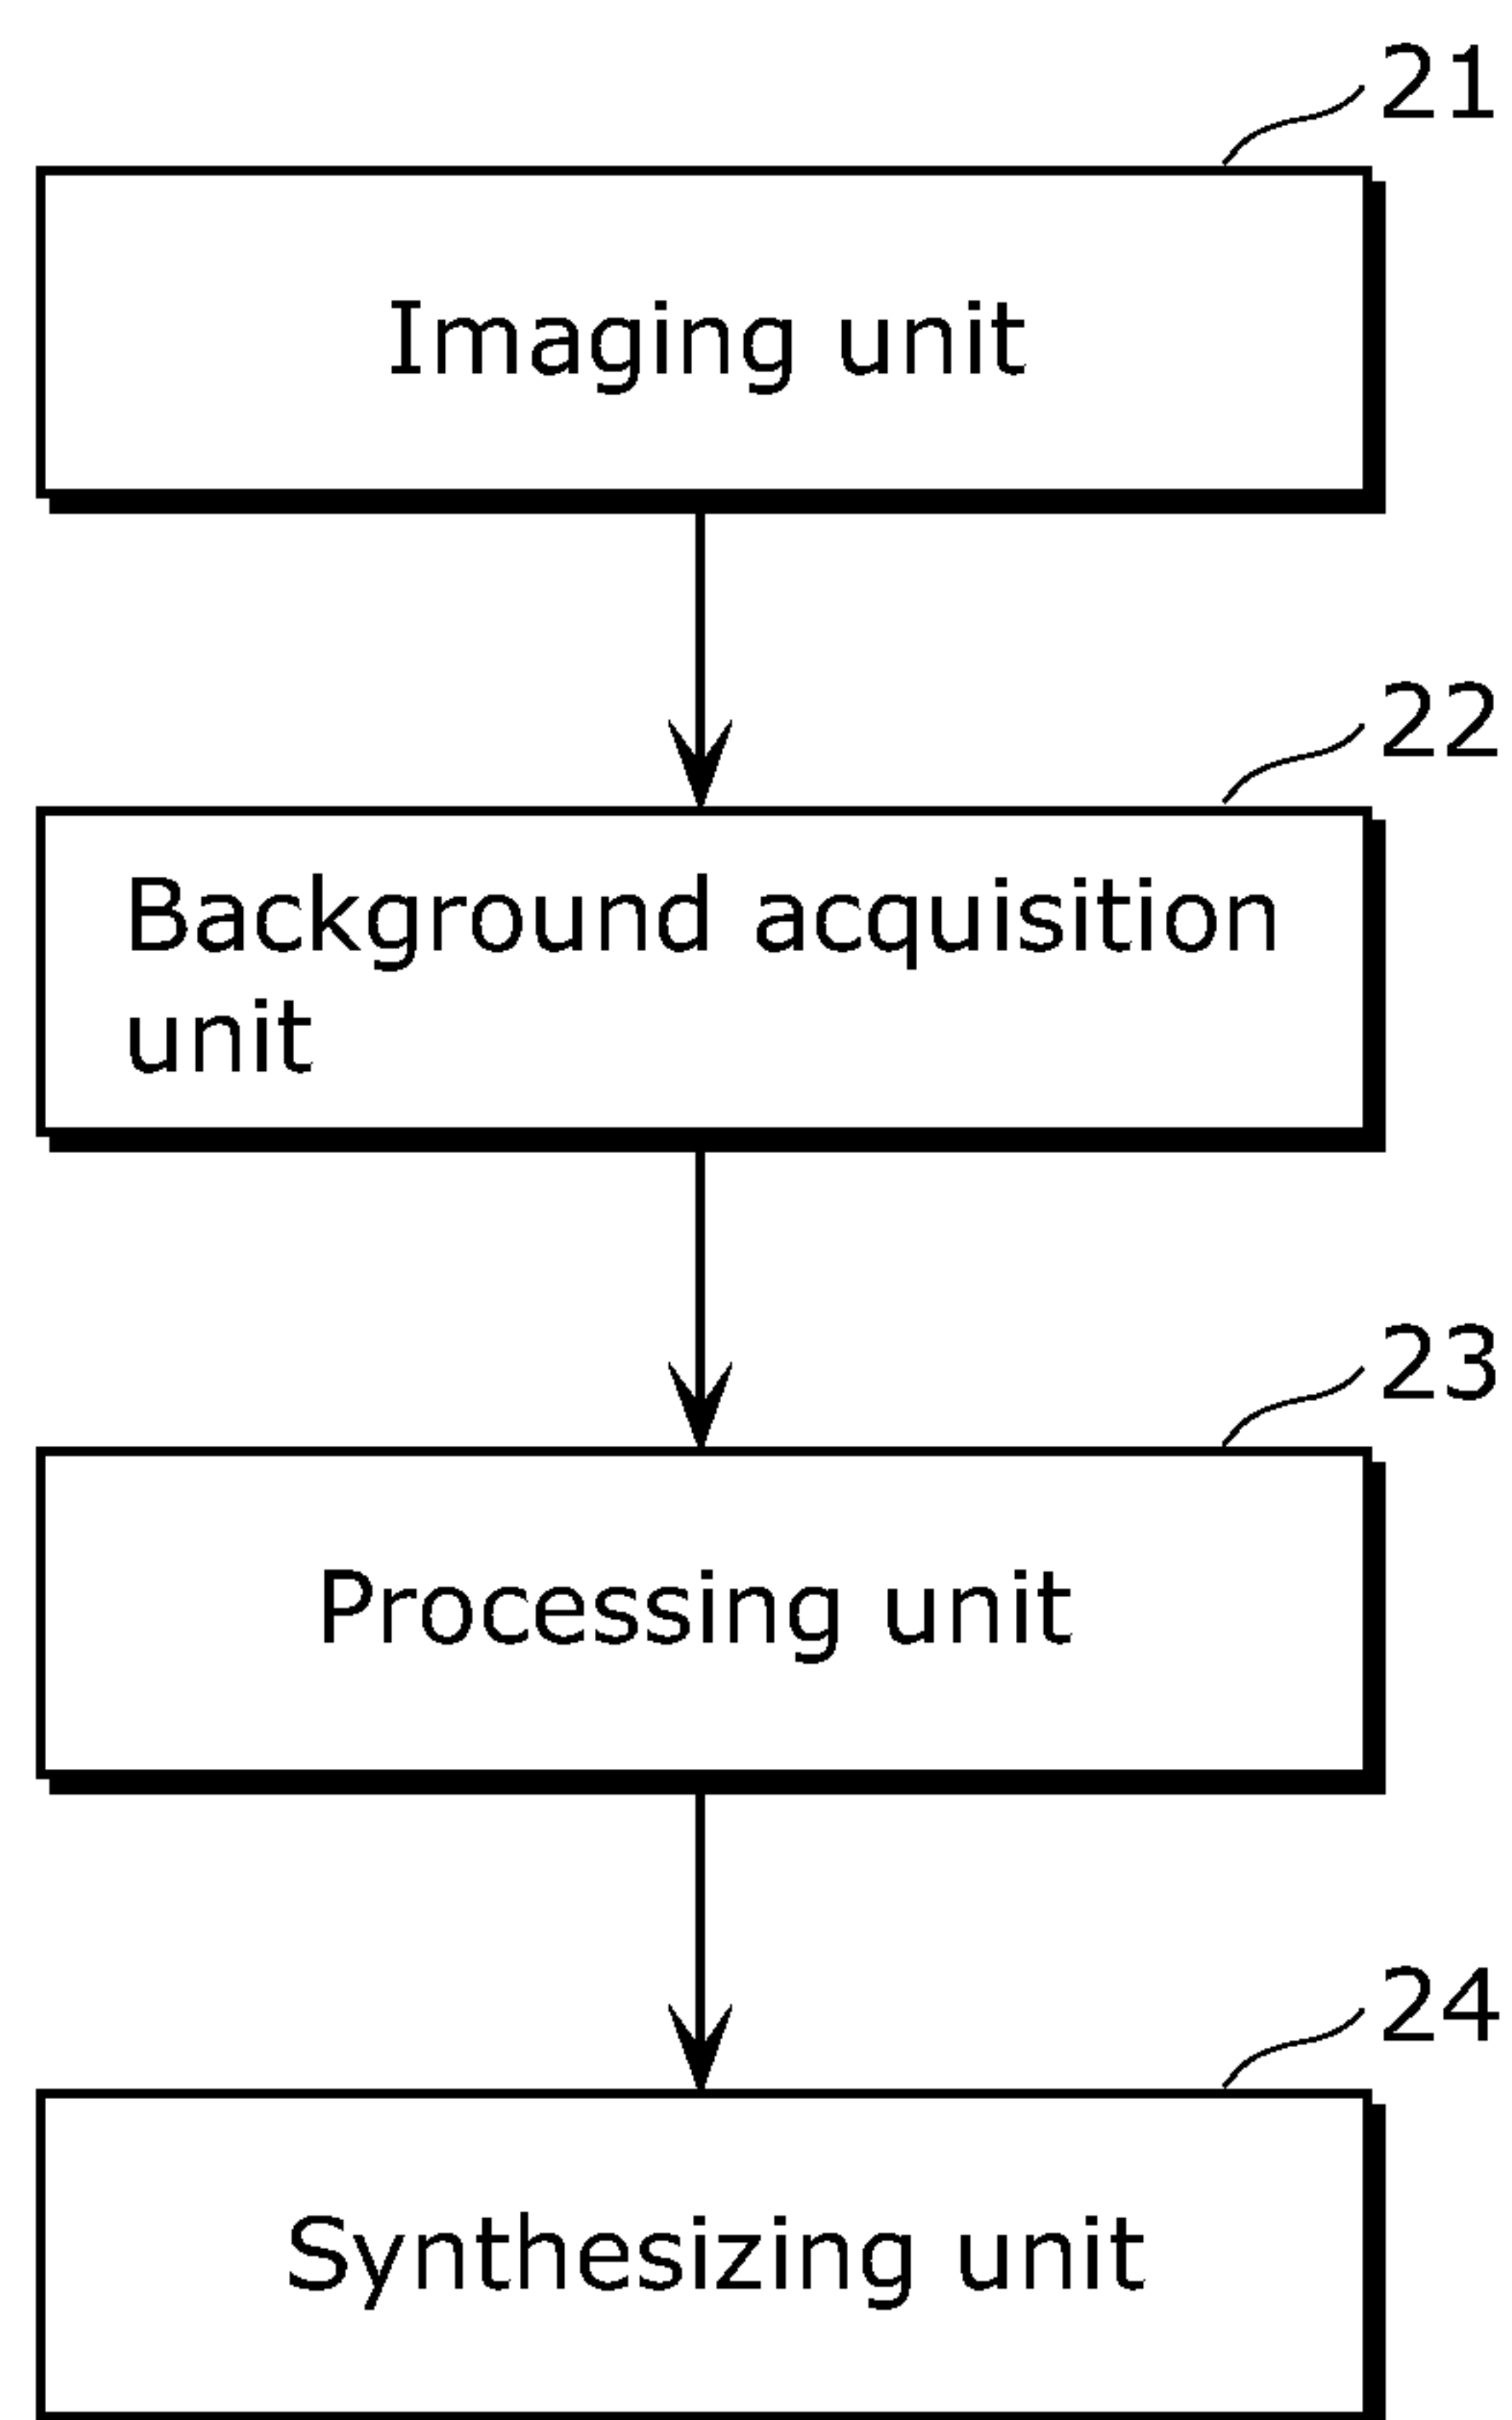 21
Imaging unit
22
Background acquisition
unit
23
Processing unit
24
Synthesizing unit